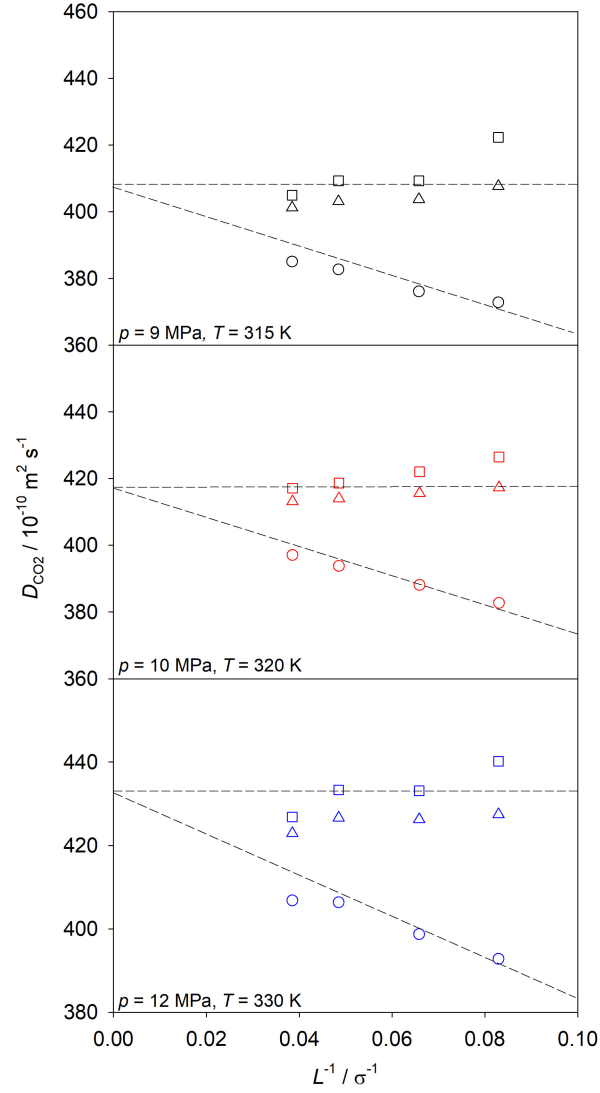 460
440
420
400
380
p = 9 MPa, T = 315 K
360
440
420
400
380
p = 10 MPa, T = 320 K
360
440
420
400
p = 12 MPa, T = 330 K
380
0.00 0.02 0.04 0.06 0.08 0.10
L⁻¹ / σ⁻¹
D_CO2 / 10⁻¹⁰ m² s⁻¹